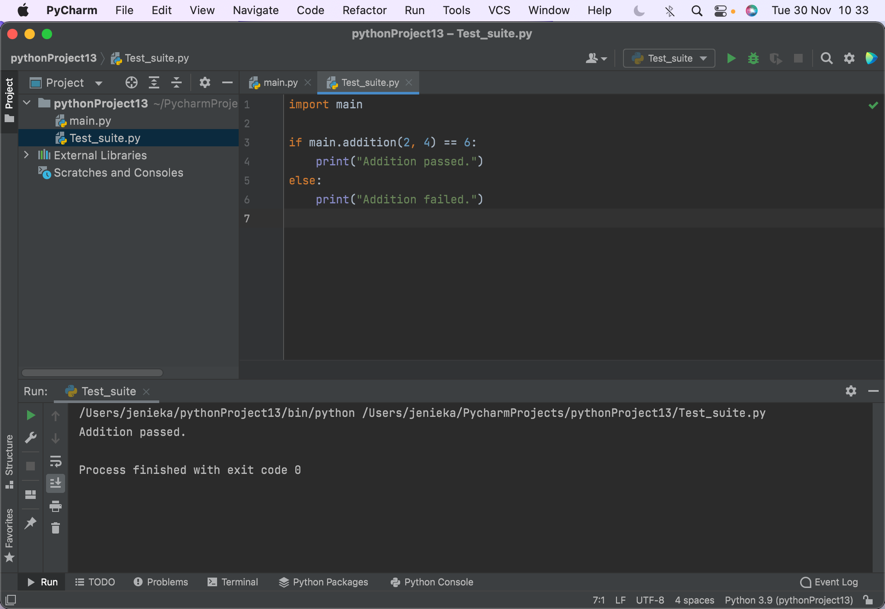 PyCharm File Edit View Navigate Code Refactor Run Tools VCS Window Help Tue 30 Nov 10 33
pythonProject13 – Test_suite.py
pythonProject13 Test_suite.py Test_suite
Project main.py Test_suite.py
Project
pythonProject13 ~/PycharmProje
main.py
Test_suite.py
External Libraries
Scratches and Consoles
1 import main
2
3 if main.addition(2, 4) == 6:
4 print("Addition passed.")
5 else:
6 print("Addition failed.")
7
Run: Test_suite
/Users/jenieka/pythonProject13/bin/python /Users/jenieka/PycharmProjects/pythonProject13/Test_suite.py
Addition passed.
Process finished with exit code 0
Structure
Favorites
Run TODO Problems Terminal Python Packages Python Console Event Log
7:1 LF UTF-8 4 spaces Python 3.9 (pythonProject13)